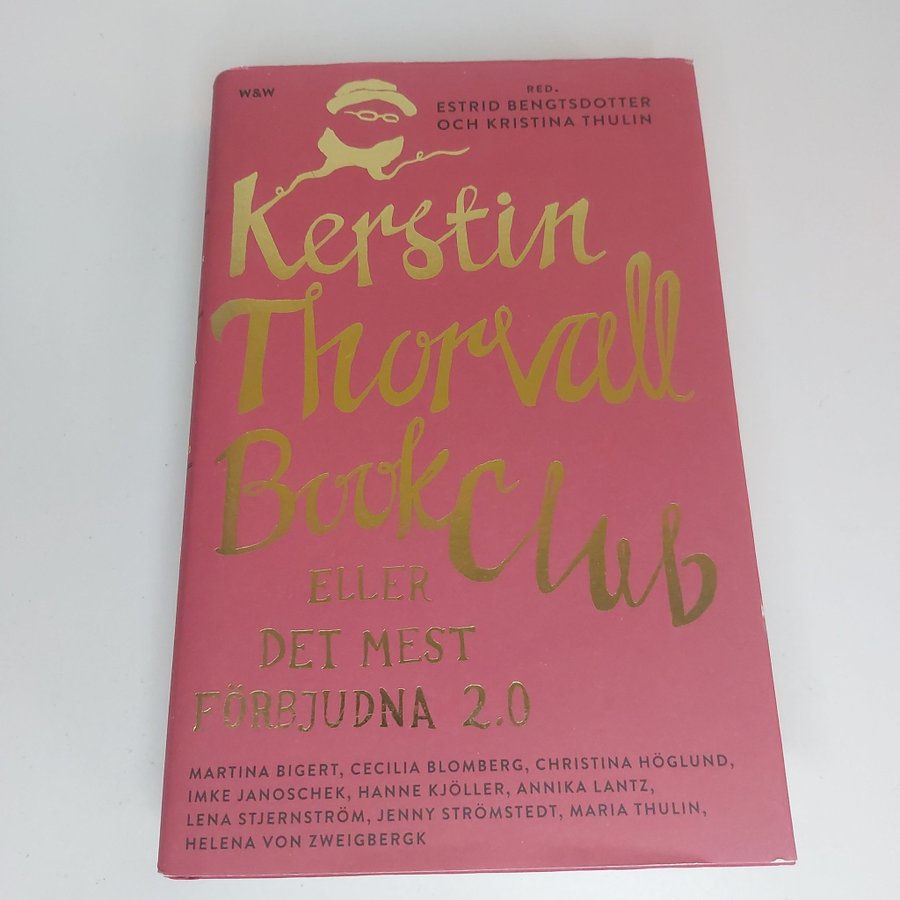 W&W
RED.
ESTRID BENGTSDOTTER
OCH KRISTINA THULIN
Kerstin
Thorvall
Book Club
ELLER
DET MEST
FÖRBJUDNA 2.0
MARTINA BIGERT, CECILIA BLOMBERG, CHRISTINA HÖGLUND,
IMKE JANOSCHEK, HANNE KJÖLLER, ANNIKA LANTZ,
LENA STJERNSTRÖM, JENNY STRÖMSTEDT, MARIA THULIN,
HELENA VON ZWEIGBERGK